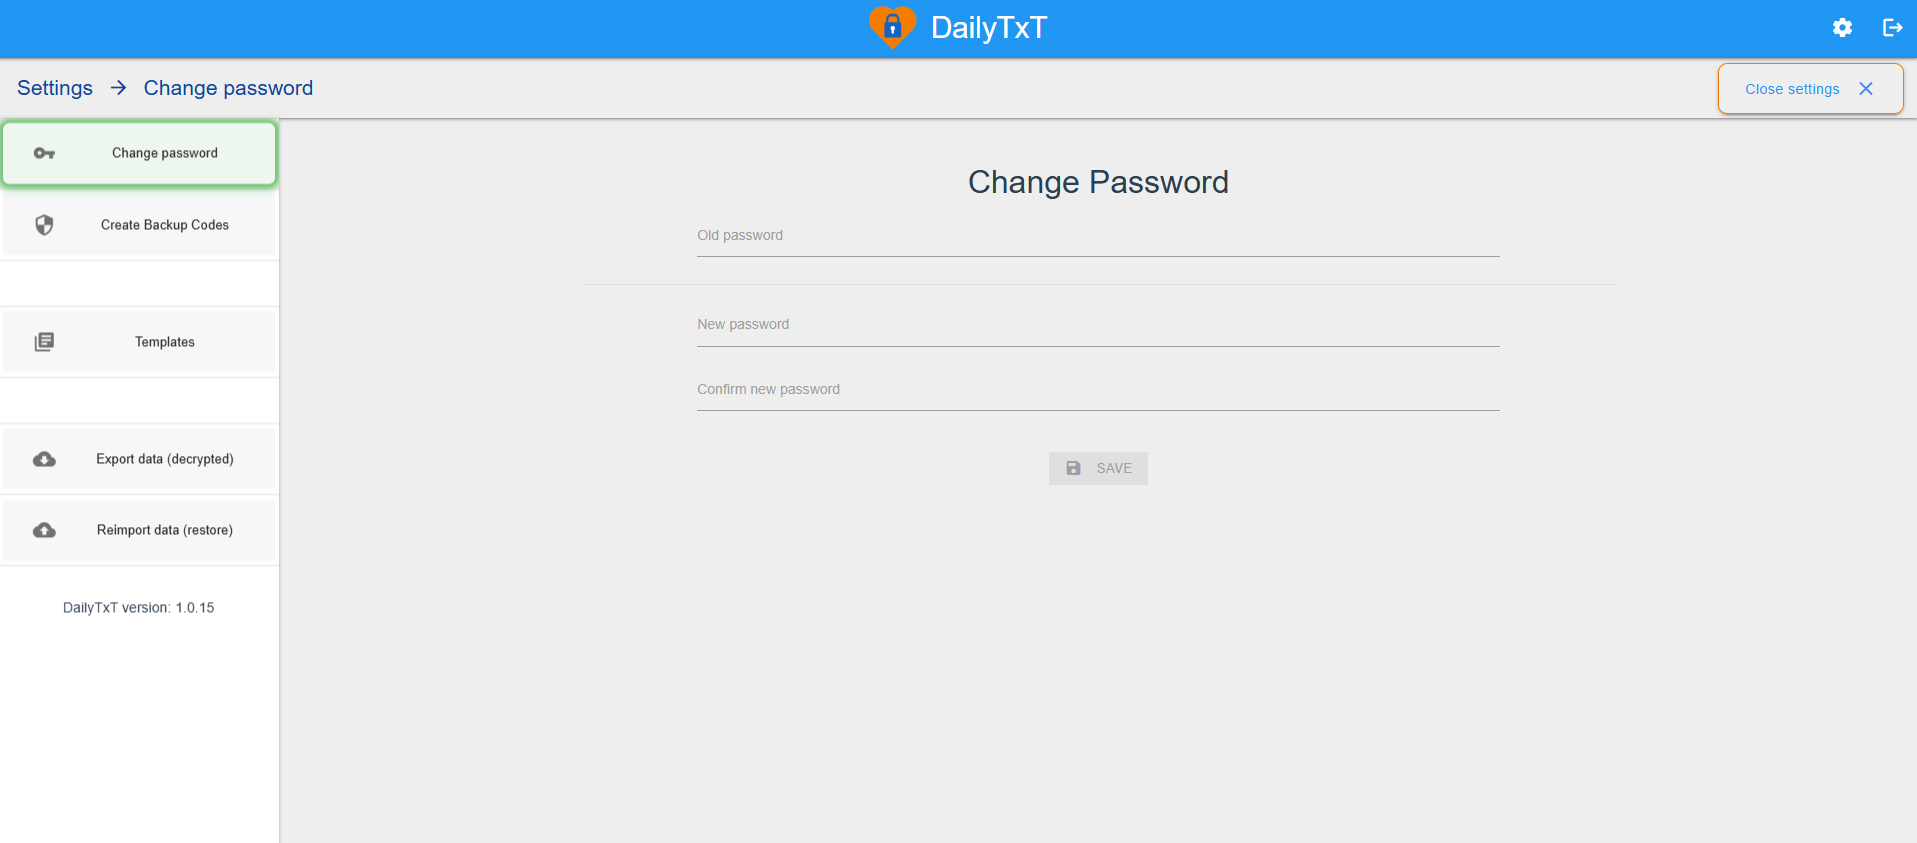 DailyTxT
Settings → Change password
Close settings
Change password
Create Backup Codes
Templates
Export data (decrypted)
Reimport data (restore)
DailyTxT version: 1.0.15
Change Password
Old password
New password
Confirm new password
SAVE